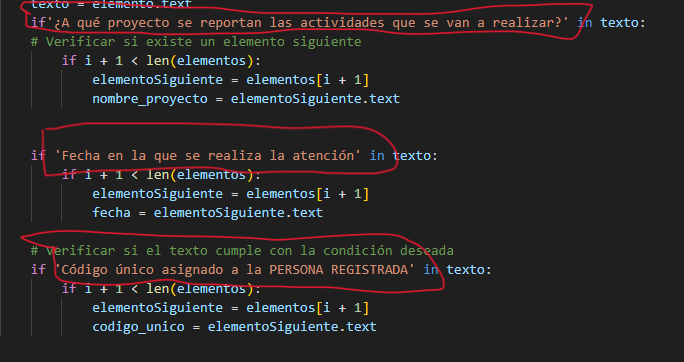 texto = elemento.text
if'¿A qué proyecto se reportan las actividades que se van a realizar?' in texto:
# Verificar si existe un elemento siguiente
if i + 1 < len(elementos):
elementoSiguiente = elementos[i + 1]
nombre_proyecto = elementoSiguiente.text
if 'Fecha en la que se realiza la atención' in texto:
if i + 1 < len(elementos):
elementoSiguiente = elementos[i + 1]
fecha = elementoSiguiente.text
# Verificar si el texto cumple con la condición deseada
if 'Código único asignado a la PERSONA REGISTRADA' in texto:
if i + 1 < len(elementos):
elementoSiguiente = elementos[i + 1]
codigo_unico = elementoSiguiente.text